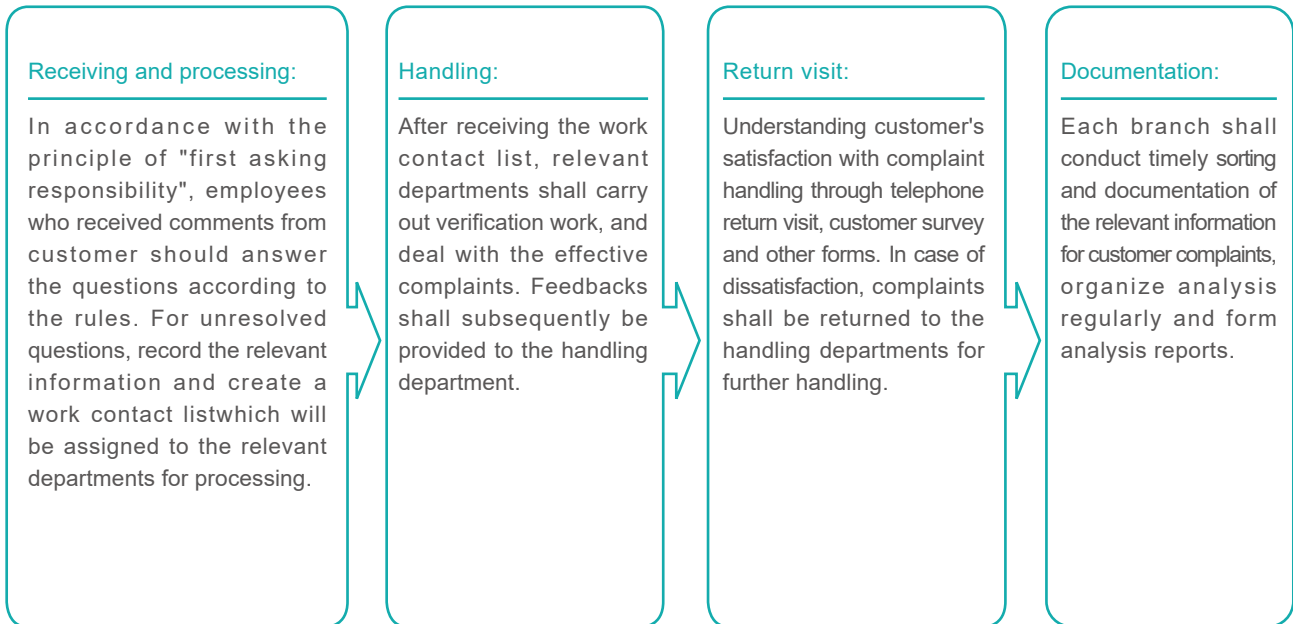 Receiving and processing:
In accordance with the
principle of "first asking
responsibility", employees
who received comments from
customer should answer
the questions according to
the rules. For unresolved
questions, record the relevant
information and create a
work contact listwhich will
be assigned to the relevant
departments for processing.
Handling:
After receiving the work
contact list, relevant
departments shall carry
out verification work, and
deal with the effective
complaints. Feedbacks
shall subsequently be
provided to the handling
department.
Return visit:
Understanding customer's
satisfaction with complaint
handling through telephone
return visit, customer survey
and other forms. In case of
dissatisfaction, complaints
shall be returned to the
handling departments for
further handling.
Documentation:
Each branch shall
conduct timely sorting
and documentation of
the relevant information
for customer complaints,
organize analysis
regularly and form
analysis reports.